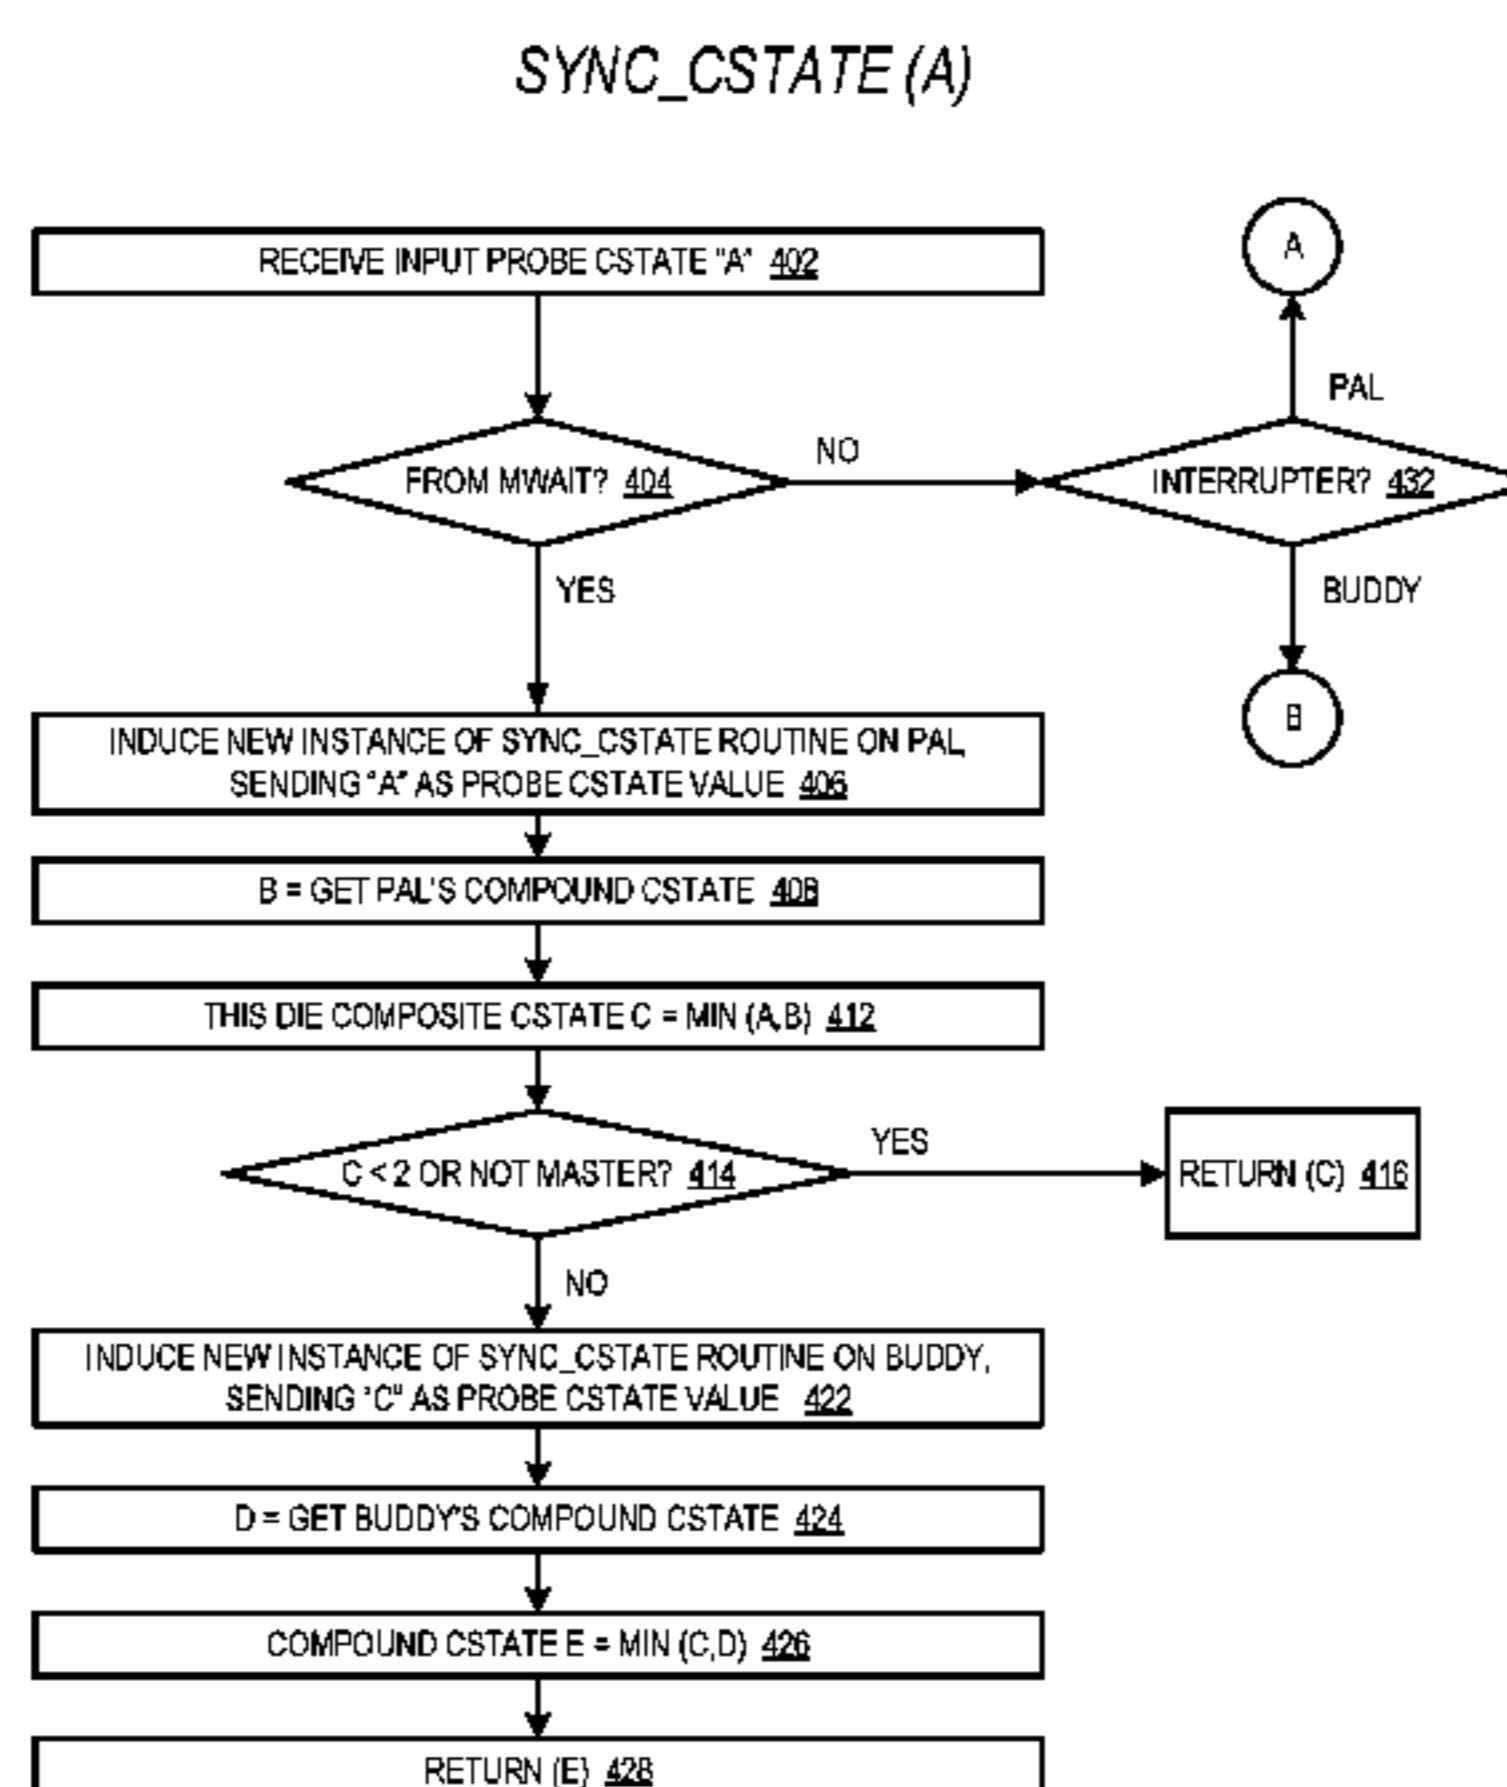 SYNC_CSTATE (A)
RECEIVE INPUT PROBE CSTATE "A" 402
A
PAL
FROM MWAIT? 404
NO
INTERRUPTER? 432
YES
BUDDY
B
INDUCE NEW INSTANCE OF SYNC_CSTATE ROUTINE ON PAL,
SENDING "A" AS PROBE CSTATE VALUE 406
B = GET PAL'S COMPOUND CSTATE 408
THIS DIE COMPOSITE CSTATE C = MIN (A,B) 412
C < 2 OR NOT MASTER? 414
YES
RETURN (C) 416
NO
INDUCE NEW INSTANCE OF SYNC_CSTATE ROUTINE ON BUDDY,
SENDING "C" AS PROBE CSTATE VALUE 422
D = GET BUDDY'S COMPOUND CSTATE 424
COMPOUND CSTATE E = MIN (C,D) 426
RETURN (E) 428